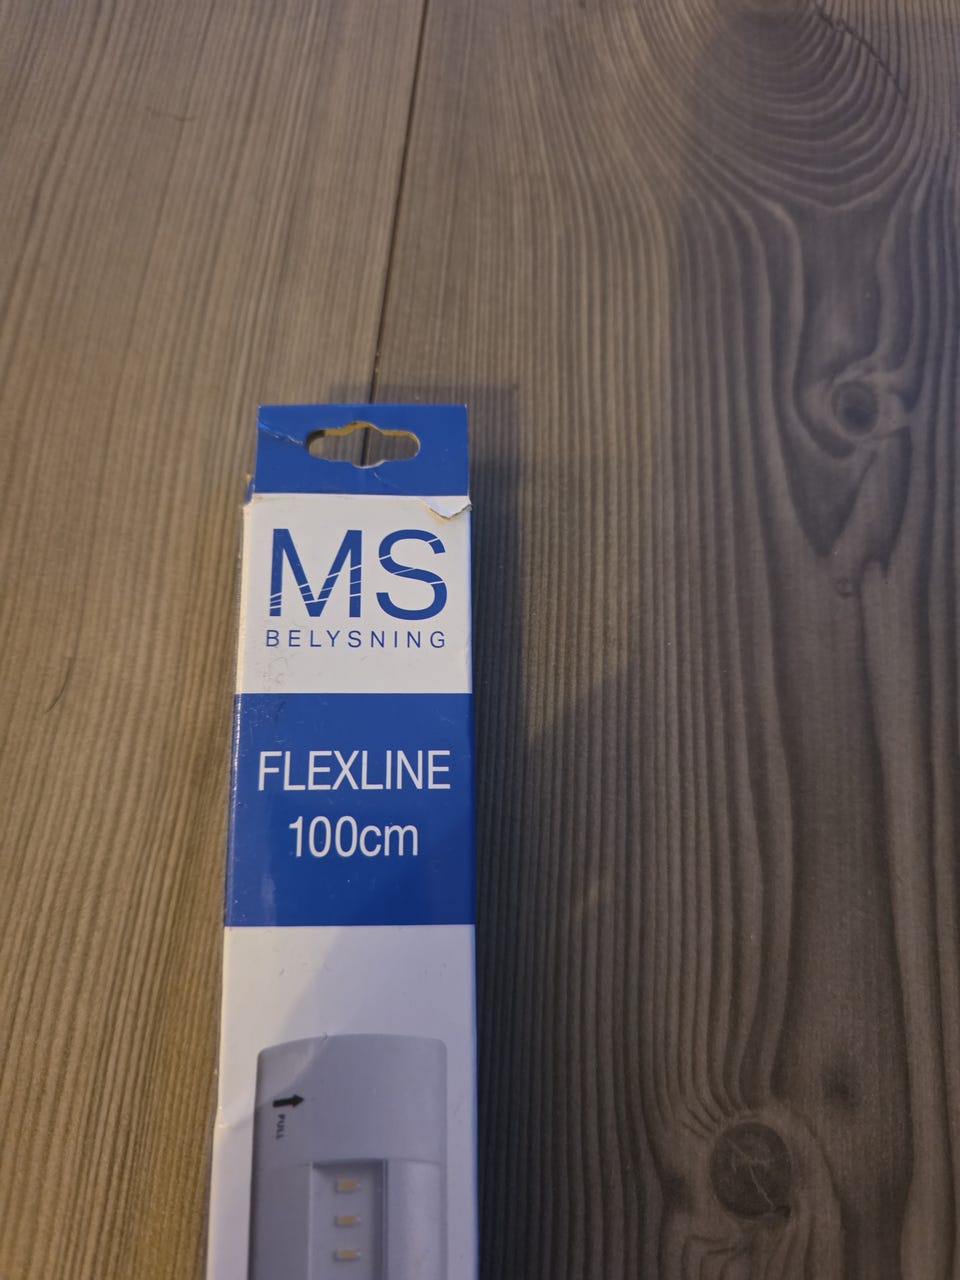 MS
BELYSNING
FLEXLINE
100cm
PULL